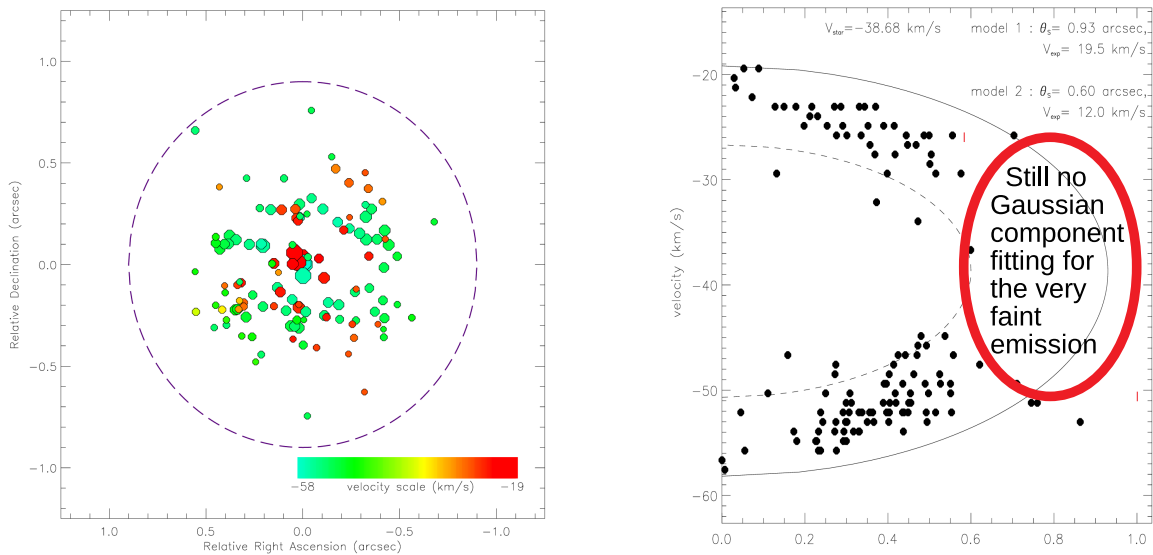 1.0
0.5
0.0
−0.5
−1.0
Relative Declination (arcsec)
−58
velocity scale (km/s)
−19
1.0
0.5
0.0
−0.5
−1.0
Relative Right Ascension (arcsec)
V_star=−38.68 km/s
model 1 : θ_s= 0.93 arcsec,
V_exp= 19.5 km/s
model 2 : θ_s= 0.60 arcsec,
V_exp= 12.0 km/s
−20
−30
−40
−50
−60
velocity (km/s)
Still no
Gaussian
component
fitting for
the very
faint
emission
0.0
0.2
0.4
0.6
0.8
1.0